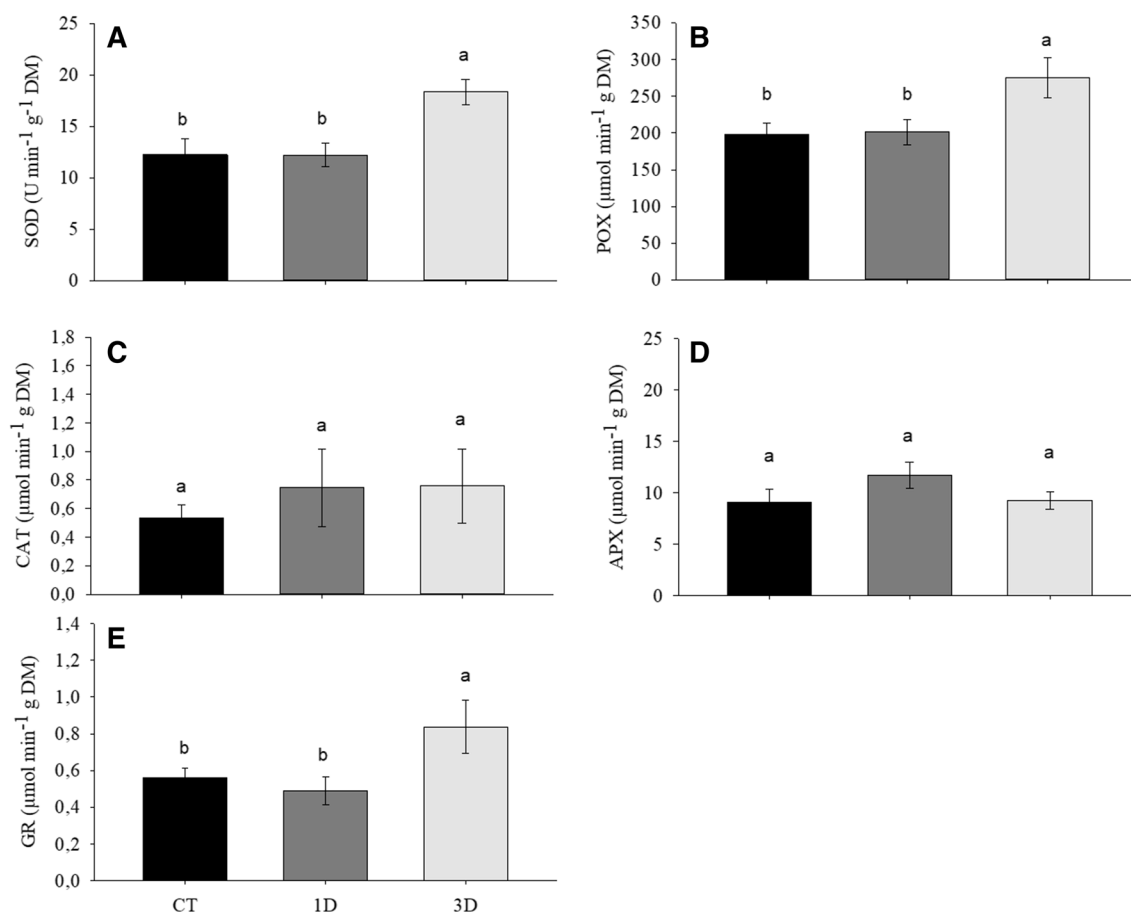 A
SOD (U min-1 g-1 DM)
25
20
15
10
5
0
b
b
a
B
POX (µmol min-1 g DM)
350
300
250
200
150
100
50
0
b
b
a
C
CAT (µmol min-1 g DM)
1,8
1,6
1,4
1,2
1,0
0,8
0,6
0,4
0,2
0,0
a
a
a
D
APX (µmol min-1 g DM)
25
20
15
10
5
0
a
a
a
E
GR (µmol min-1 g DM)
1,4
1,2
1,0
0,8
0,6
0,4
0,2
0,0
b
b
a
CT 1D 3D